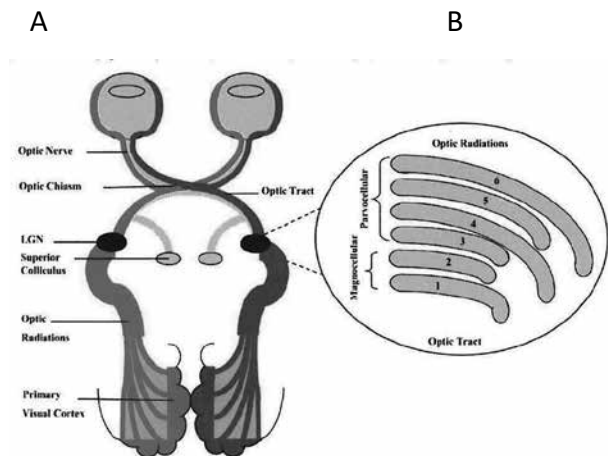 A
B
Optic Nerve
Optic Chiasm
Optic Tract
LGN
Superior
Colliculus
Optic
Radiations
Primary
Visual Cortex
Optic Radiations
Parvocellular
Magnocellular
6
5
4
3
2
1
Optic Tract